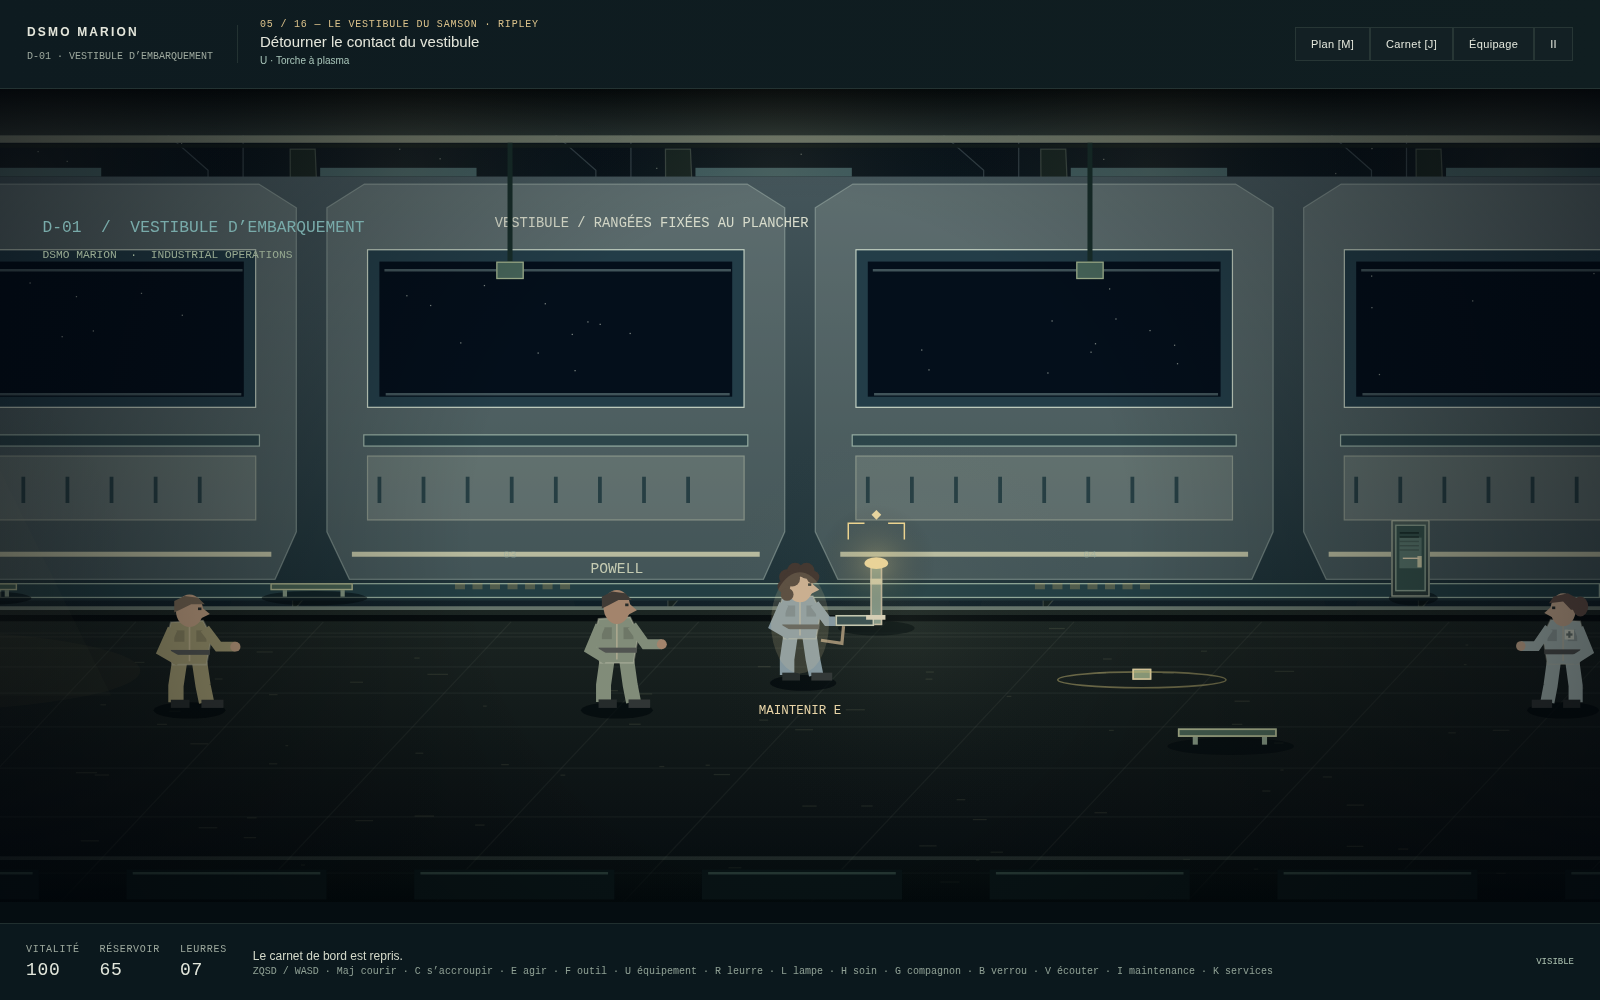 DSMO MARION
D-01 · VESTIBULE D’EMBARQUEMENT
05 / 16 — LE VESTIBULE DU SAMSON · RIPLEY
Détourner le contact du vestibule
U · Torche à plasma
Plan [M]
Carnet [J]
Équipage
II
D-01 / VESTIBULE D’EMBARQUEMENT
DSMO MARION · INDUSTRIAL OPERATIONS
VESTIBULE / RANGÉES FIXÉES AU PLANCHER
POWELL
MAINTENIR E
VITALITÉ
100
RÉSERVOIR
65
LEURRES
07
Le carnet de bord est repris.
ZQSD / WASD · Maj courir · C s’accroupir · E agir · F outil · U équipement · R leurre · L lampe · H soin · G compagnon · B verrou · V écouter · I maintenance · K services
VISIBLE